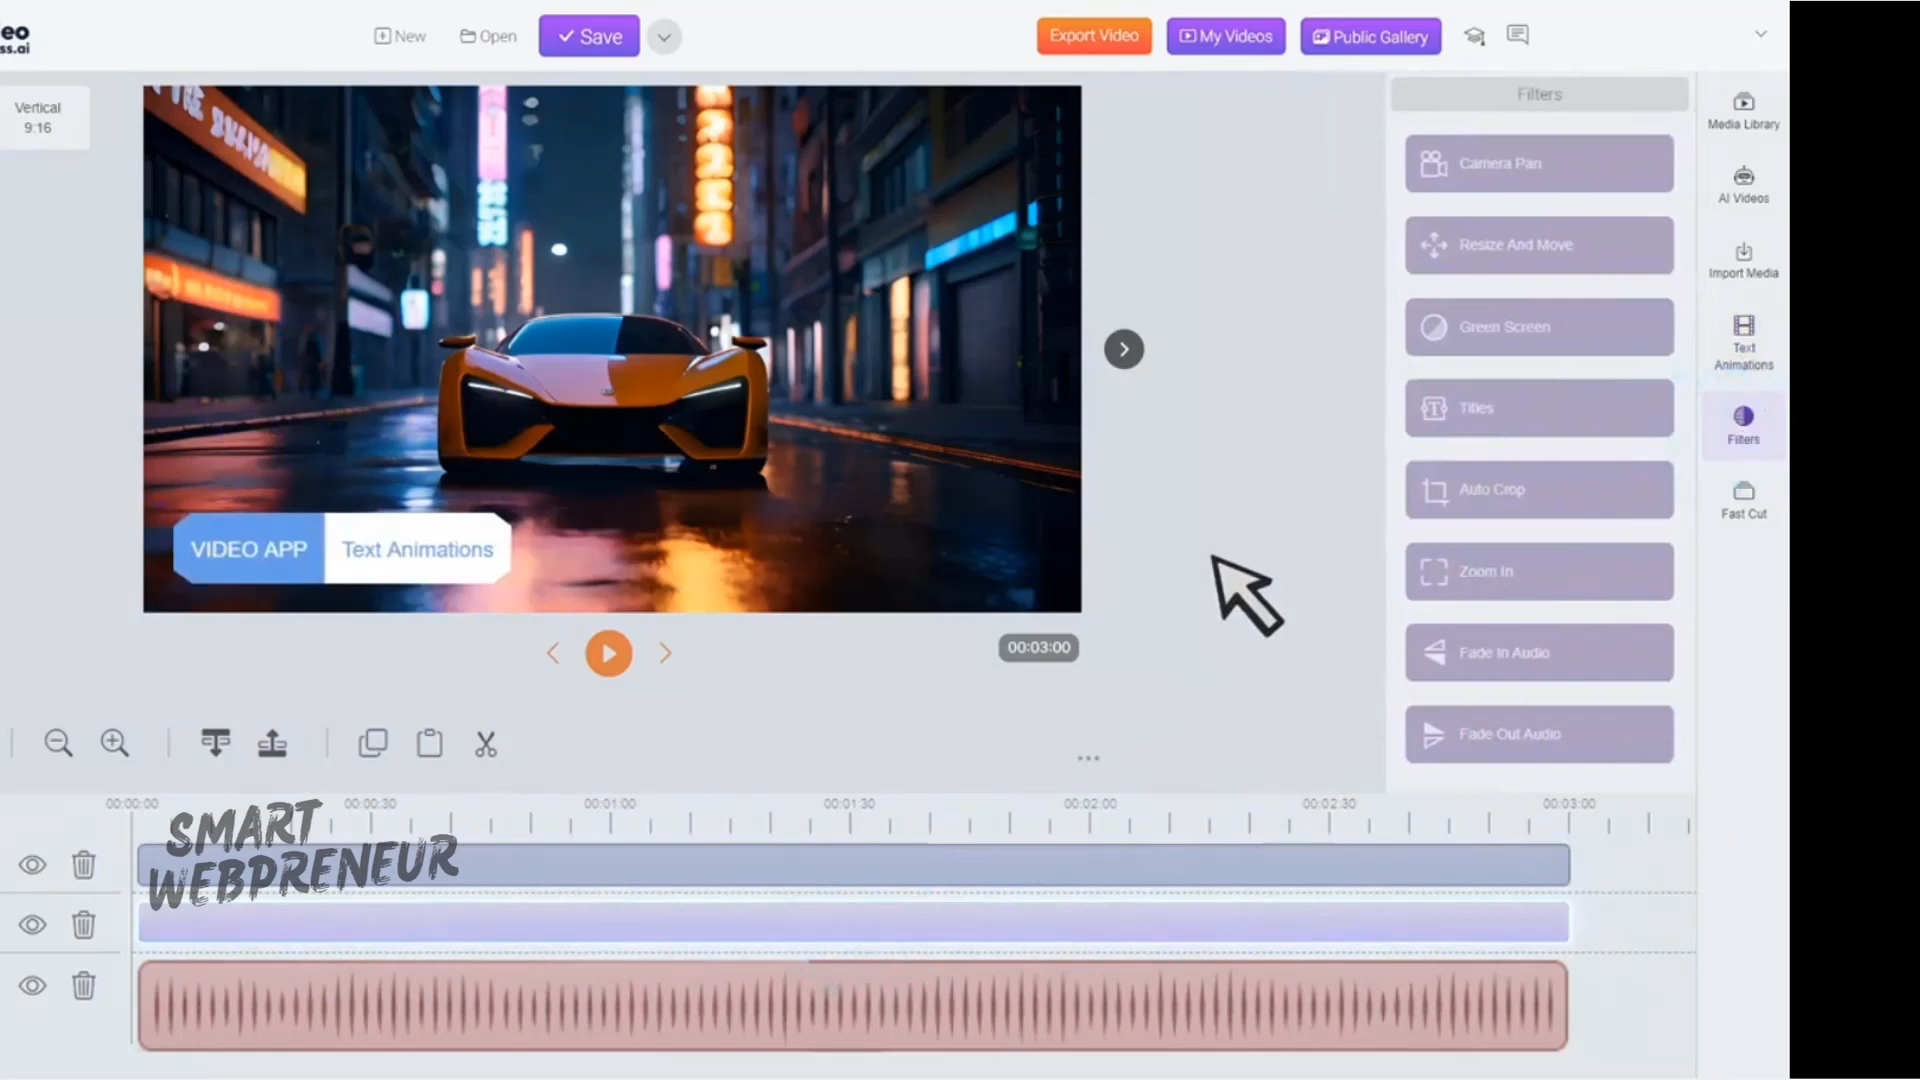 eo
ss.ai
New
Open
Save
Export Video
My Videos
Public Gallery
Vertical
9:16
Filters
Camera Pan
Resize And Move
Green Screen
Titles
Auto Crop
Zoom In
Fade In Audio
Fade Out Audio
Media Library
AI Videos
Import Media
Text
Animations
Filters
Fast Cut
VIDEO APP
Text Animations
00:03:00
00:00:00
00:00:30
00:01:00
00:01:30
00:02:00
00:02:30
00:03:00
SMART
WEBPRENEUR